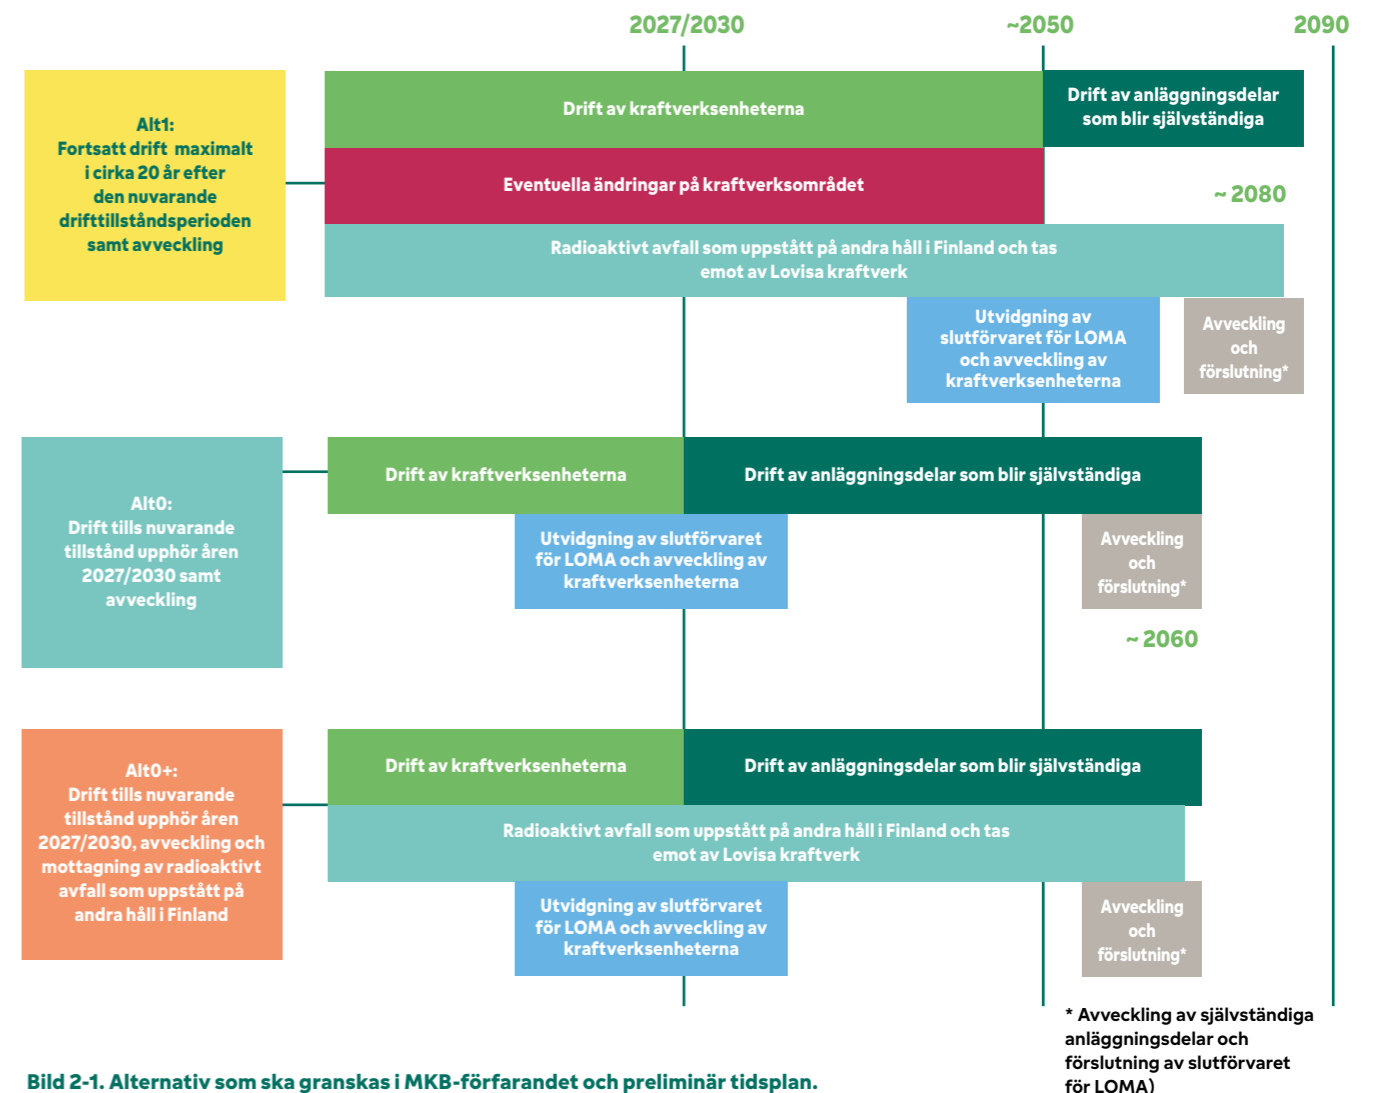 2027/2030
~2050
2090
Alt1:
Fortsatt drift maximalt
i cirka 20 år efter
den nuvarande
drifttillståndsperioden
samt avveckling
Drift av kraftverksenheterna
Drift av anläggningsdelar
som blir självständiga
Eventuella ändringar på kraftverksområdet
~ 2080
Radioaktivt avfall som uppstått på andra håll i Finland och tas
emot av Lovisa kraftverk
Utvidgning av
slutförvaret för LOMA
och avveckling av
kraftverksenheterna
Avveckling
och
förslutning*
Alt0:
Drift tills nuvarande
tillstånd upphör åren
2027/2030 samt
avveckling
Drift av kraftverksenheterna
Drift av anläggningsdelar som blir självständiga
Utvidgning av slutförvaret
för LOMA och avveckling av
kraftverksenheterna
Avveckling
och
förslutning*
~ 2060
Alt0+:
Drift tills nuvarande
tillstånd upphör åren
2027/2030, avveckling och
mottagning av radioaktivt
avfall som uppstått på
andra håll i Finland
Drift av kraftverksenheterna
Drift av anläggningsdelar som blir självständiga
Radioaktivt avfall som uppstått på andra håll i Finland och tas
emot av Lovisa kraftverk
Utvidgning av slutförvaret
för LOMA och avveckling av
kraftverksenheterna
Avveckling
och
förslutning*
* Avveckling av självständiga
anläggningsdelar och
förslutning av slutförvaret
för LOMA)
Bild 2-1. Alternativ som ska granskas i MKB-förfarandet och preliminär tidsplan.